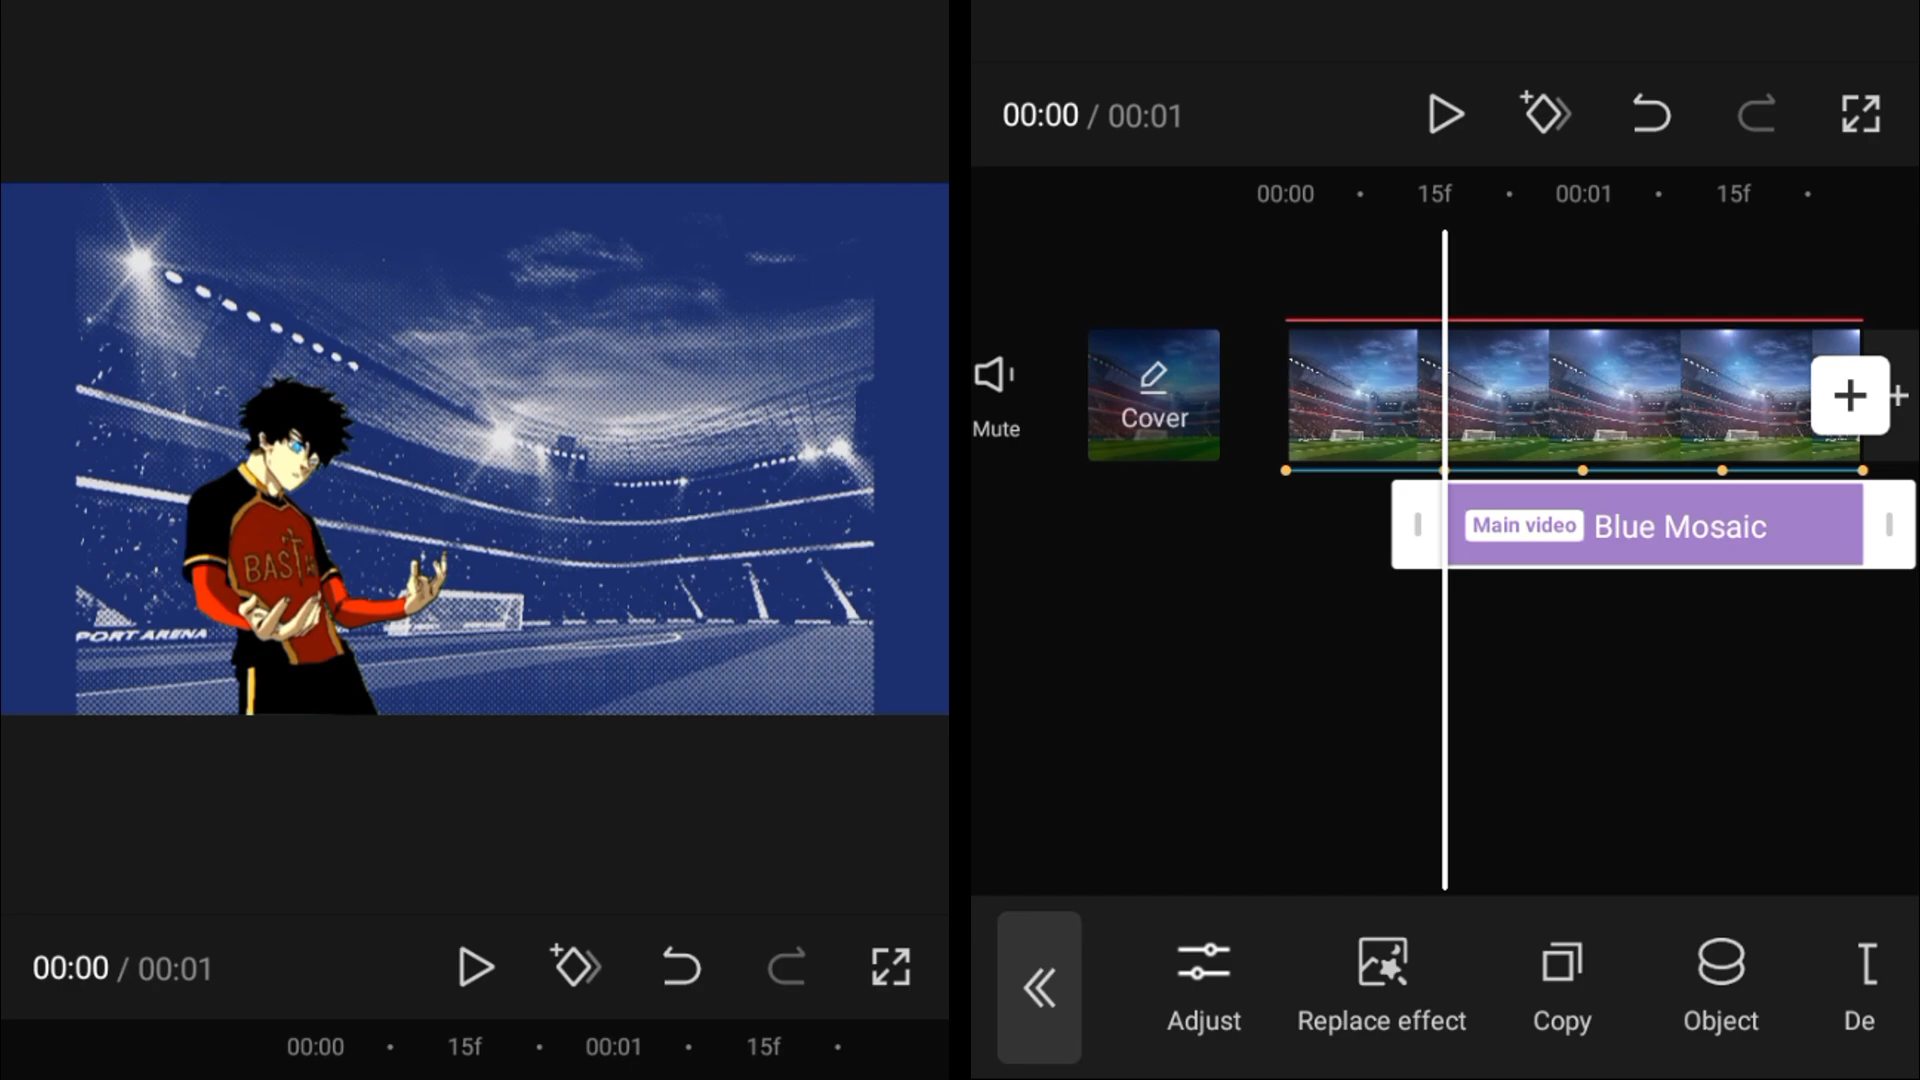 PORT ARENA
00:00 / 00:01
00:00 15f 00:01 15f
00:00 / 00:01
00:00 15f 00:01 15f
Mute
Cover
Main video Blue Mosaic
Adjust
Replace effect
Copy
Object
De